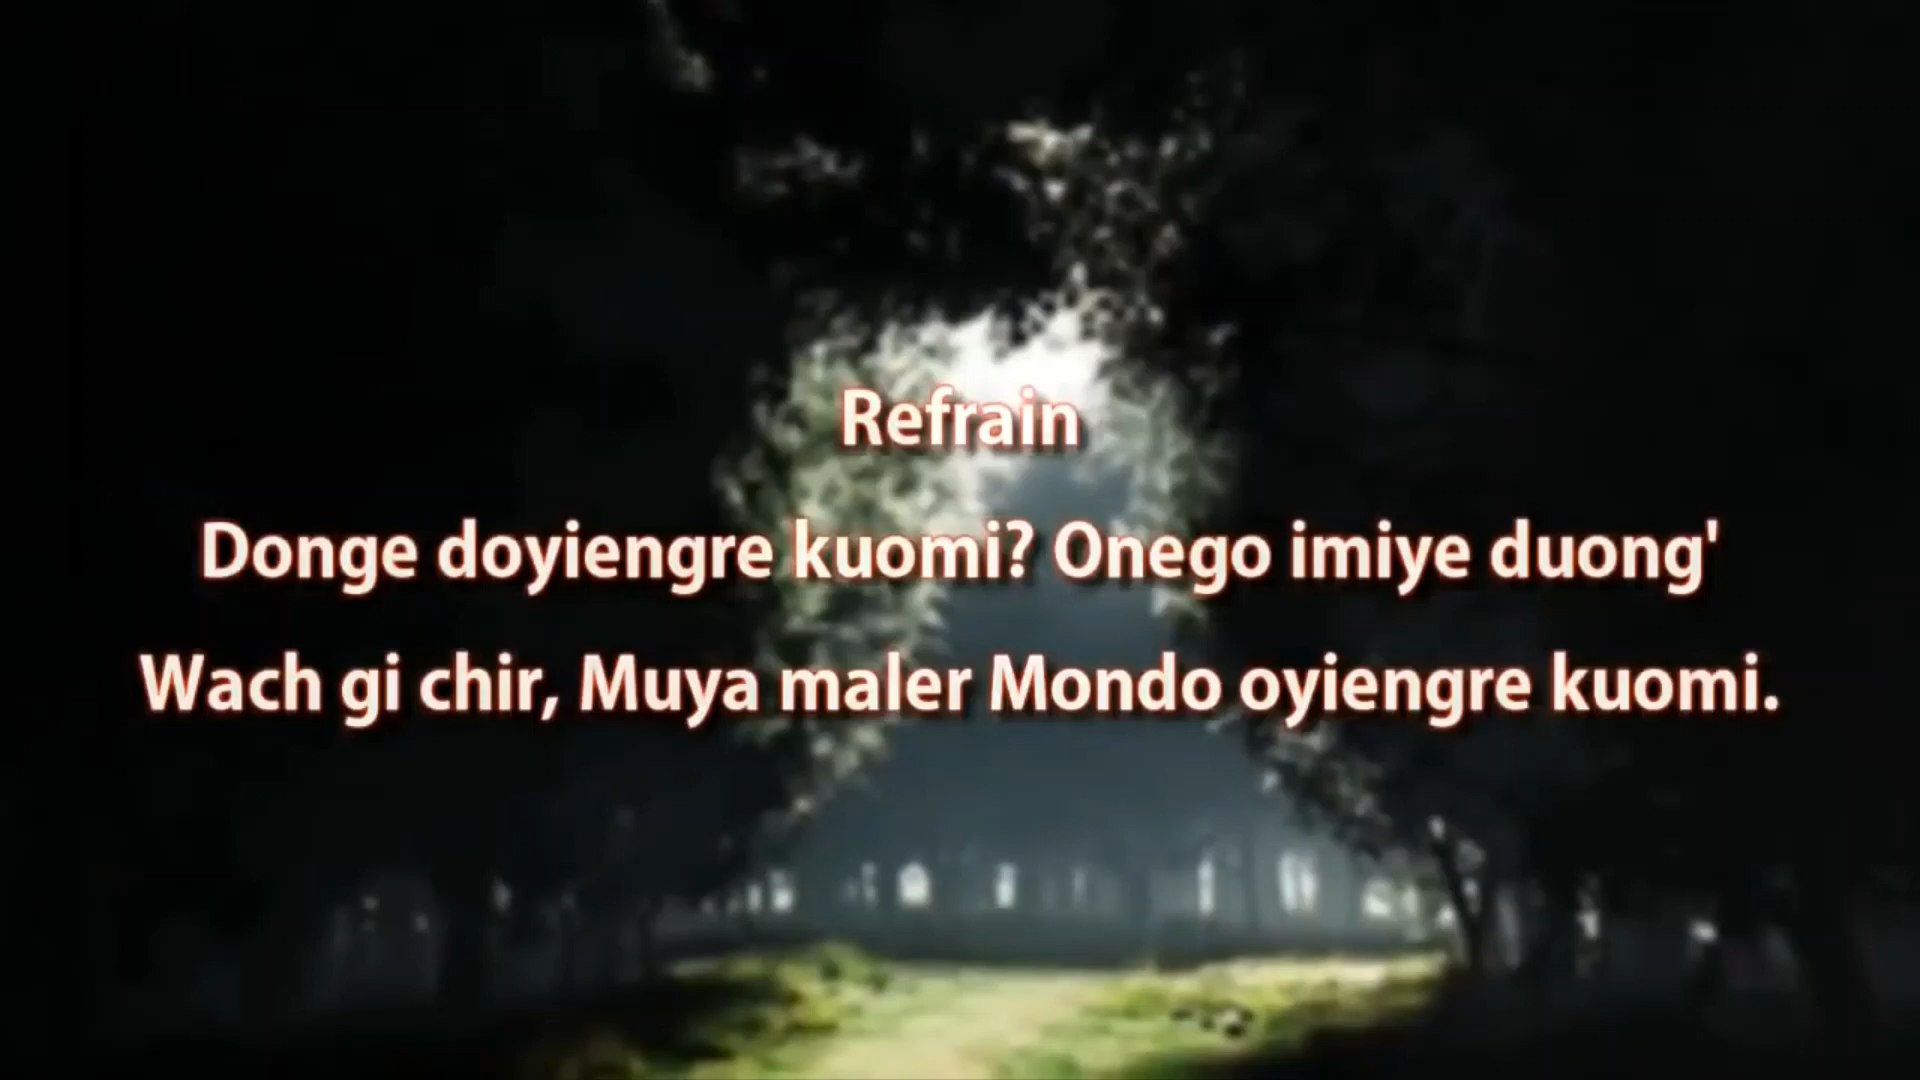 Refrain
Donge doyiengre kuomi? Onego imiye duong'
Wach gi chir, Muya maler Mondo oyiengre kuomi.